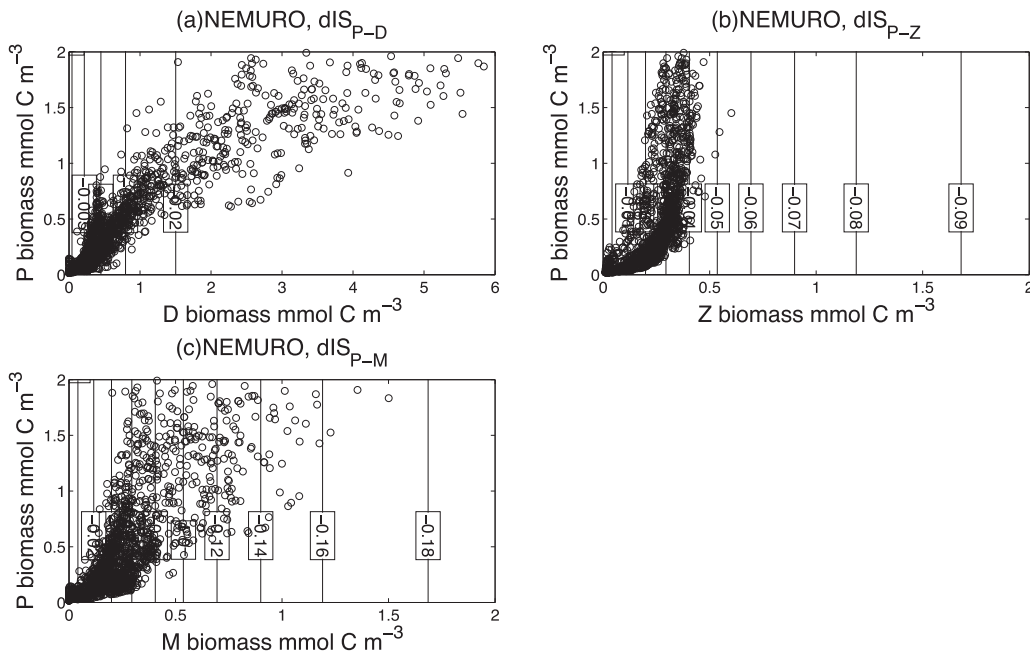 (a)NEMURO, dIS_P−D
P biomass mmol C m^−3
2
1.5
1
0.5
0
0 1 2 3 4 5 6
D biomass mmol C m^−3
(b)NEMURO, dIS_P−Z
P biomass mmol C m^−3
2
1.5
1
0.5
0
−0.05
−0.06
−0.07
−0.08
−0.09
0 0.5 1 1.5 2
Z biomass mmol C m^−3
(c)NEMURO, dIS_P−M
P biomass mmol C m^−3
2
1.5
1
0.5
0
−0.02
−0.12
−0.14
−0.16
−0.18
0 0.5 1 1.5 2
M biomass mmol C m^−3